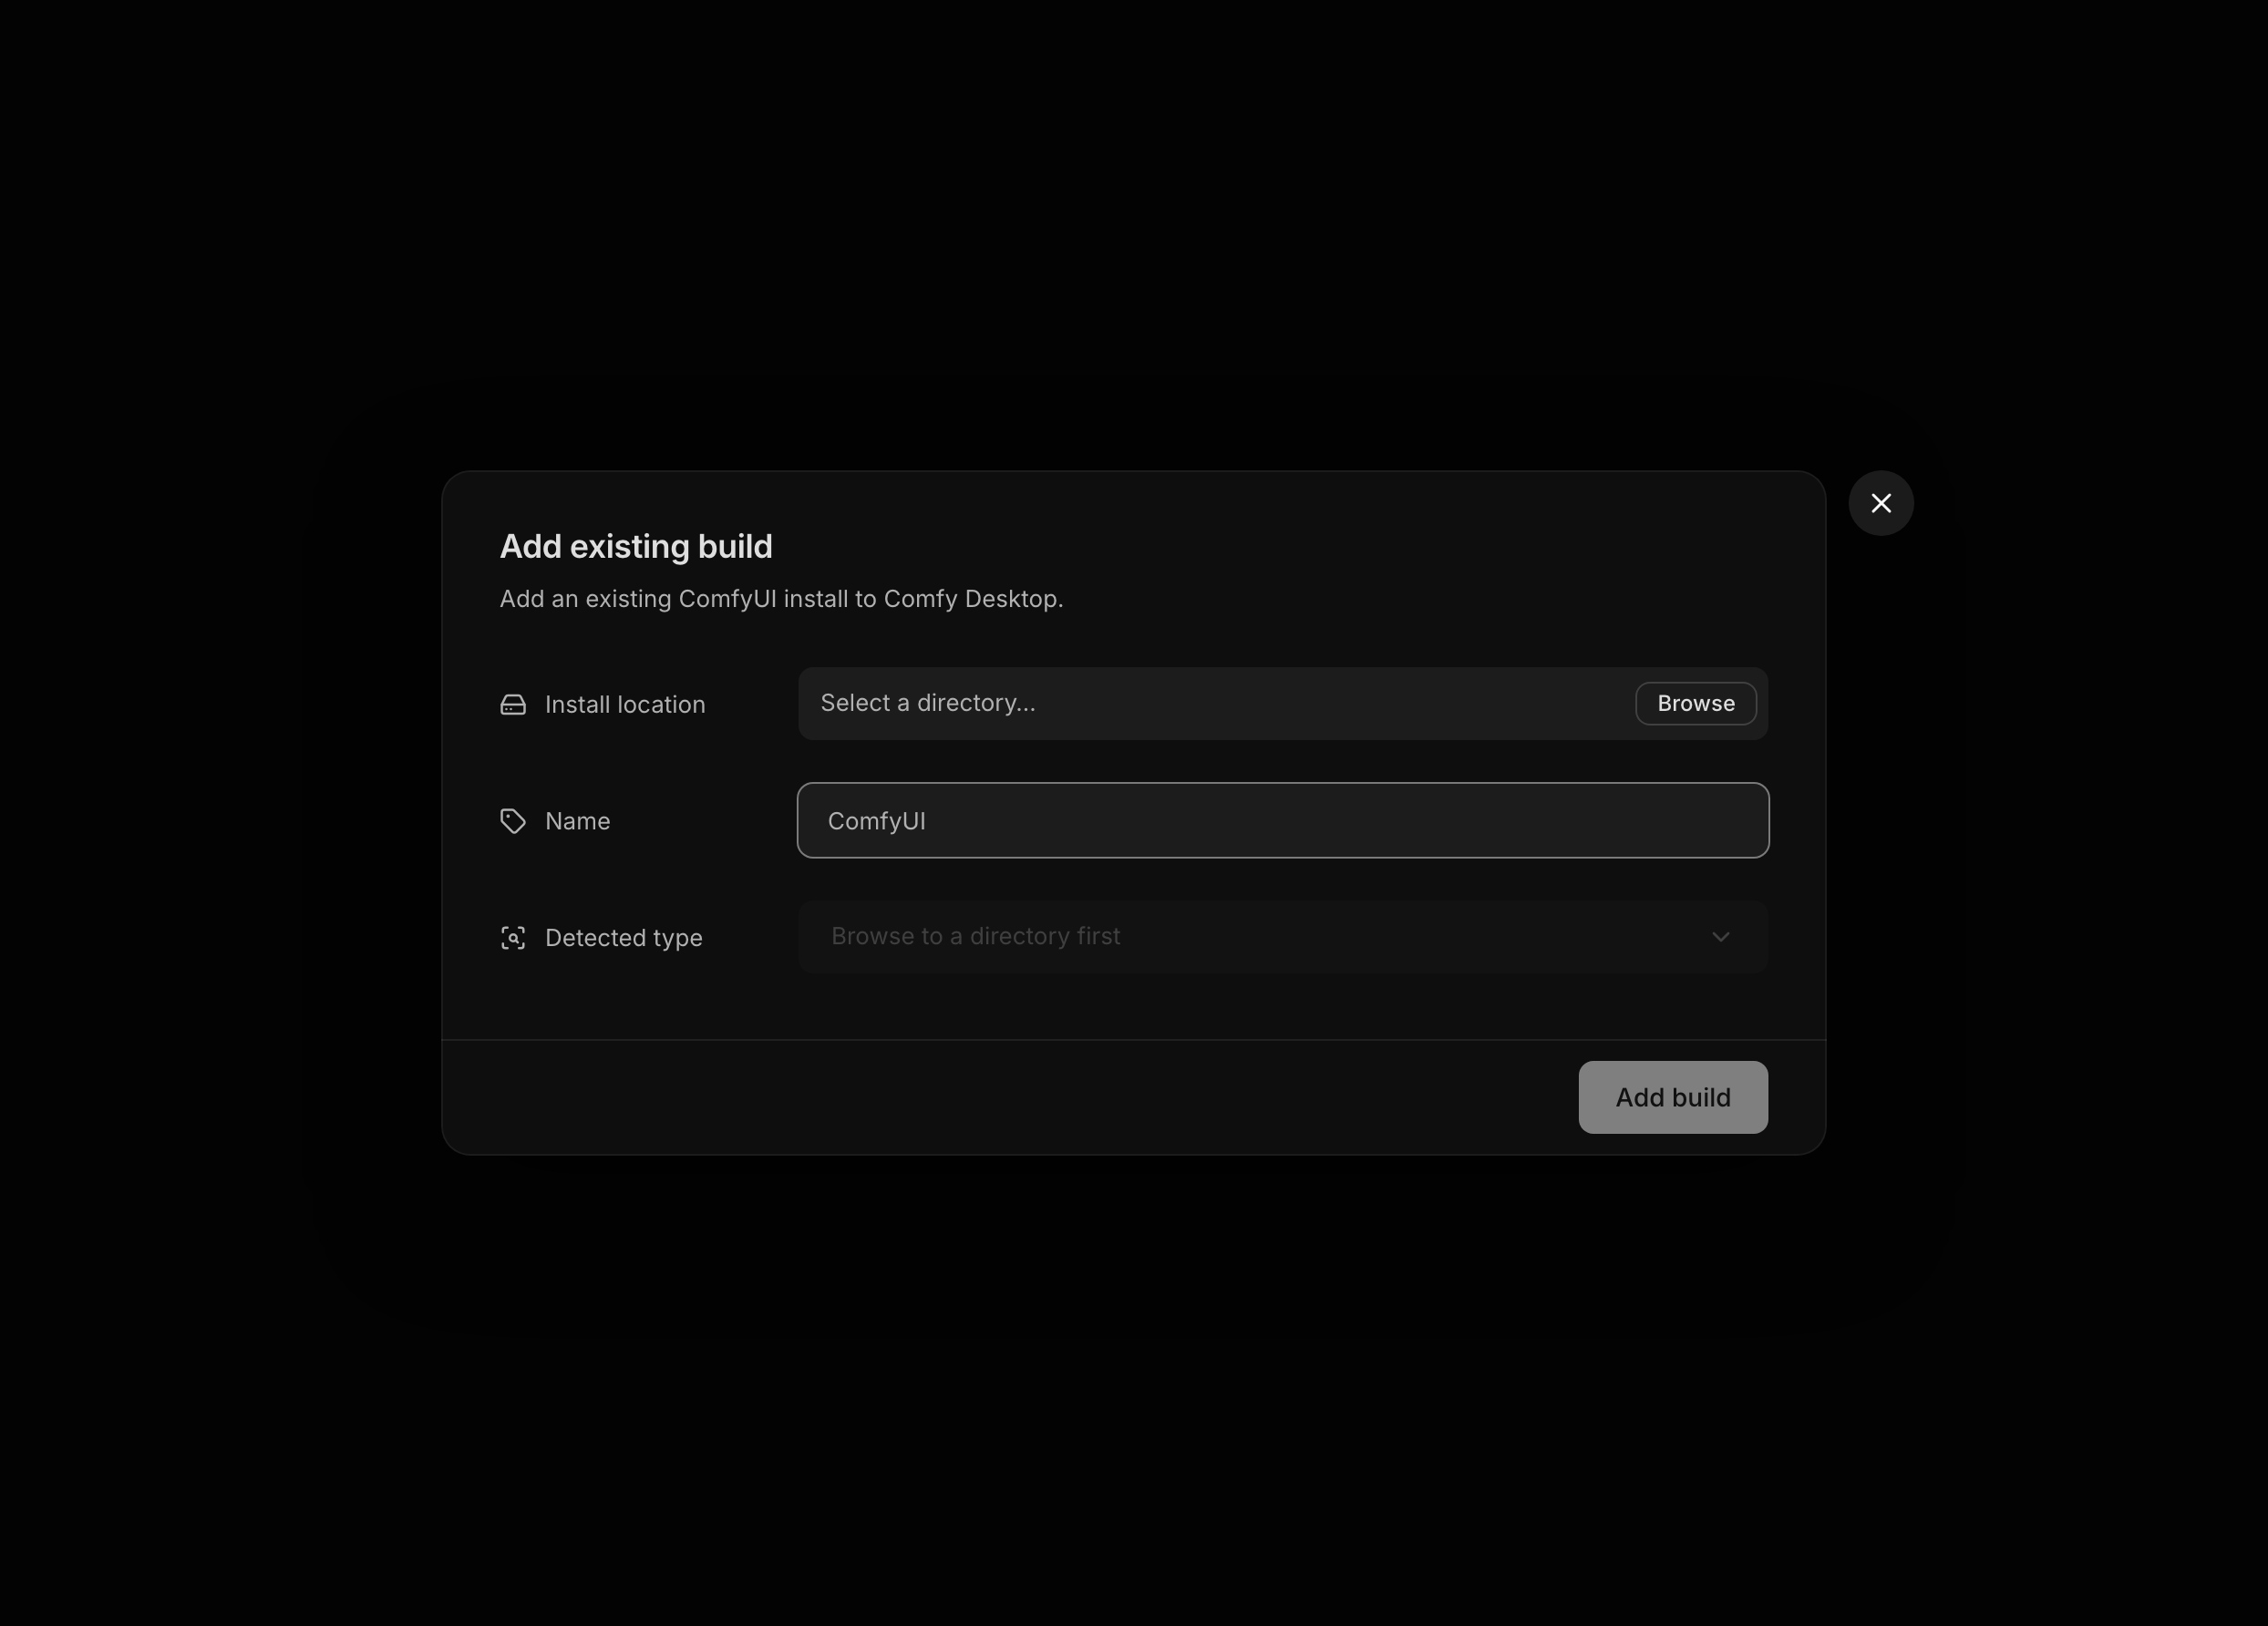 Add existing build
Add an existing ComfyUI install to Comfy Desktop.
Install location
Select a directory...
Browse
Name
ComfyUI
Detected type
Browse to a directory first
Add build